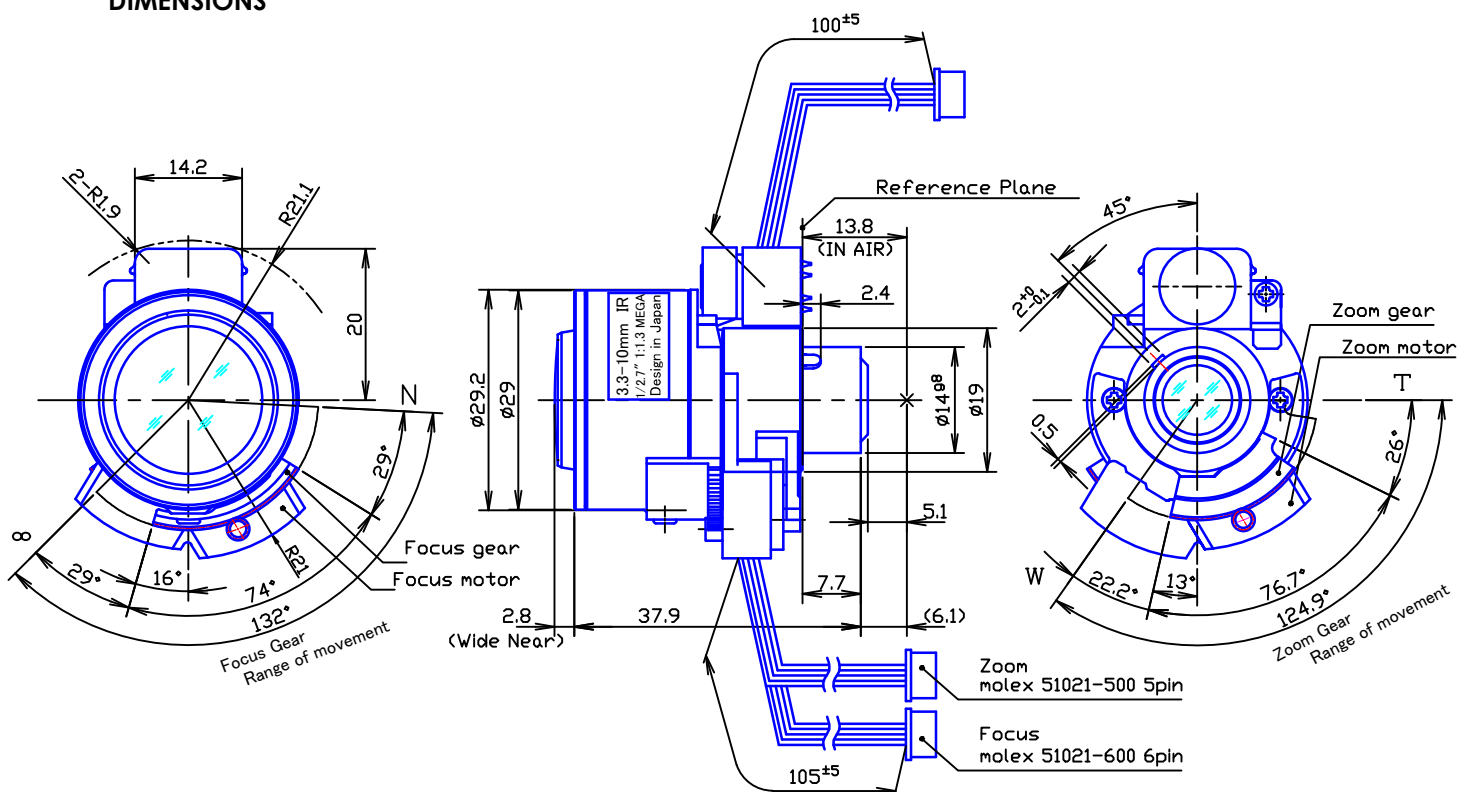 DIMENSIONS
100±5
14.2
2-R1.9
R21.1
20
N
29°
∞
29°
16°
74°
132°
R21
Focus gear
Focus motor
Focus Gear
Range of movement
Reference Plane
13.8
(IN AIR)
2.4
ø29.2
ø29
3.3-10mm IR
1/2.7" 1:1.3 MEGA
Design in Japan
ø14g8
ø19
5.1
7.7
2.8
(Wide Near)
37.9
(6.1)
Zoom
molex 51021-500 5pin
Focus
molex 51021-600 6pin
105±5
45°
2+0 -0.1
0.5
Zoom gear
Zoom motor
T
26°
W
22.2°
13°
76.7°
124.9°
Zoom Gear
Range of movement